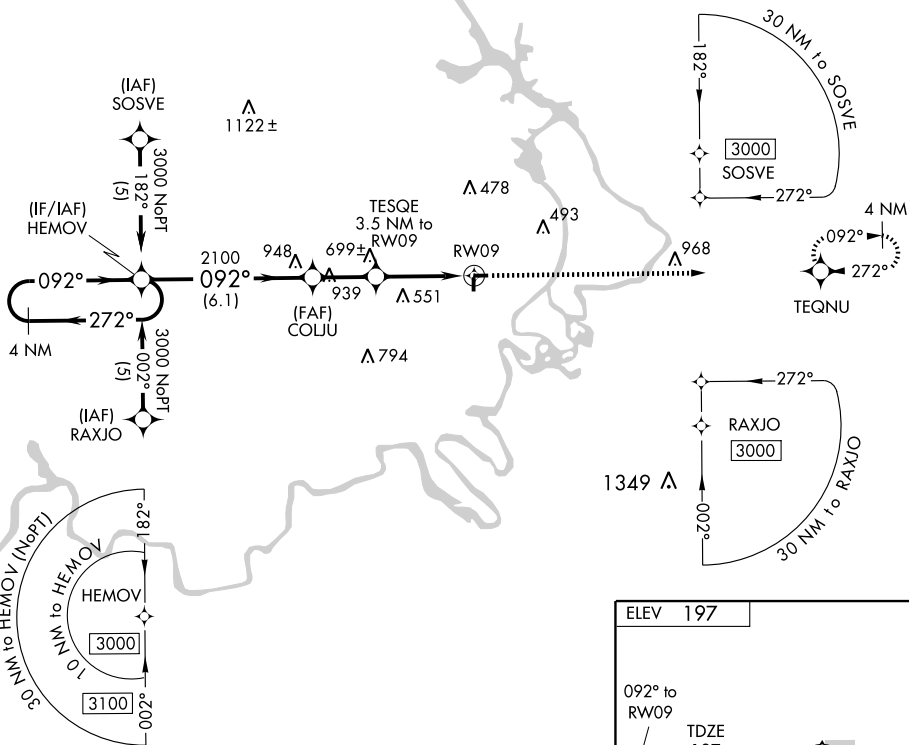 (IAF)
SOSVE
1122 ±
3000 NoPT
182°
(5)
(IF/IAF)
HEMOV
092°
272°
4 NM
2100
092°
(6.1)
948
699±
939
(FAF)
COLJU
TESQE
3.5 NM to
RW09
551
794
478
493
RW09
968
3000 NoPT
002°
(5)
(IAF)
RAXJO
30 NM to SOSVE
182°
3000
SOSVE
272°
4 NM
092°
272°
TEQNU
272°
RAXJO
3000
1349
002°
30 NM to RAXJO
30 NM to HEMOV (NoPT)
10 NM to HEMOV
182°
HEMOV
3000
3100
002°
ELEV 197
092° to
RW09
TDZE